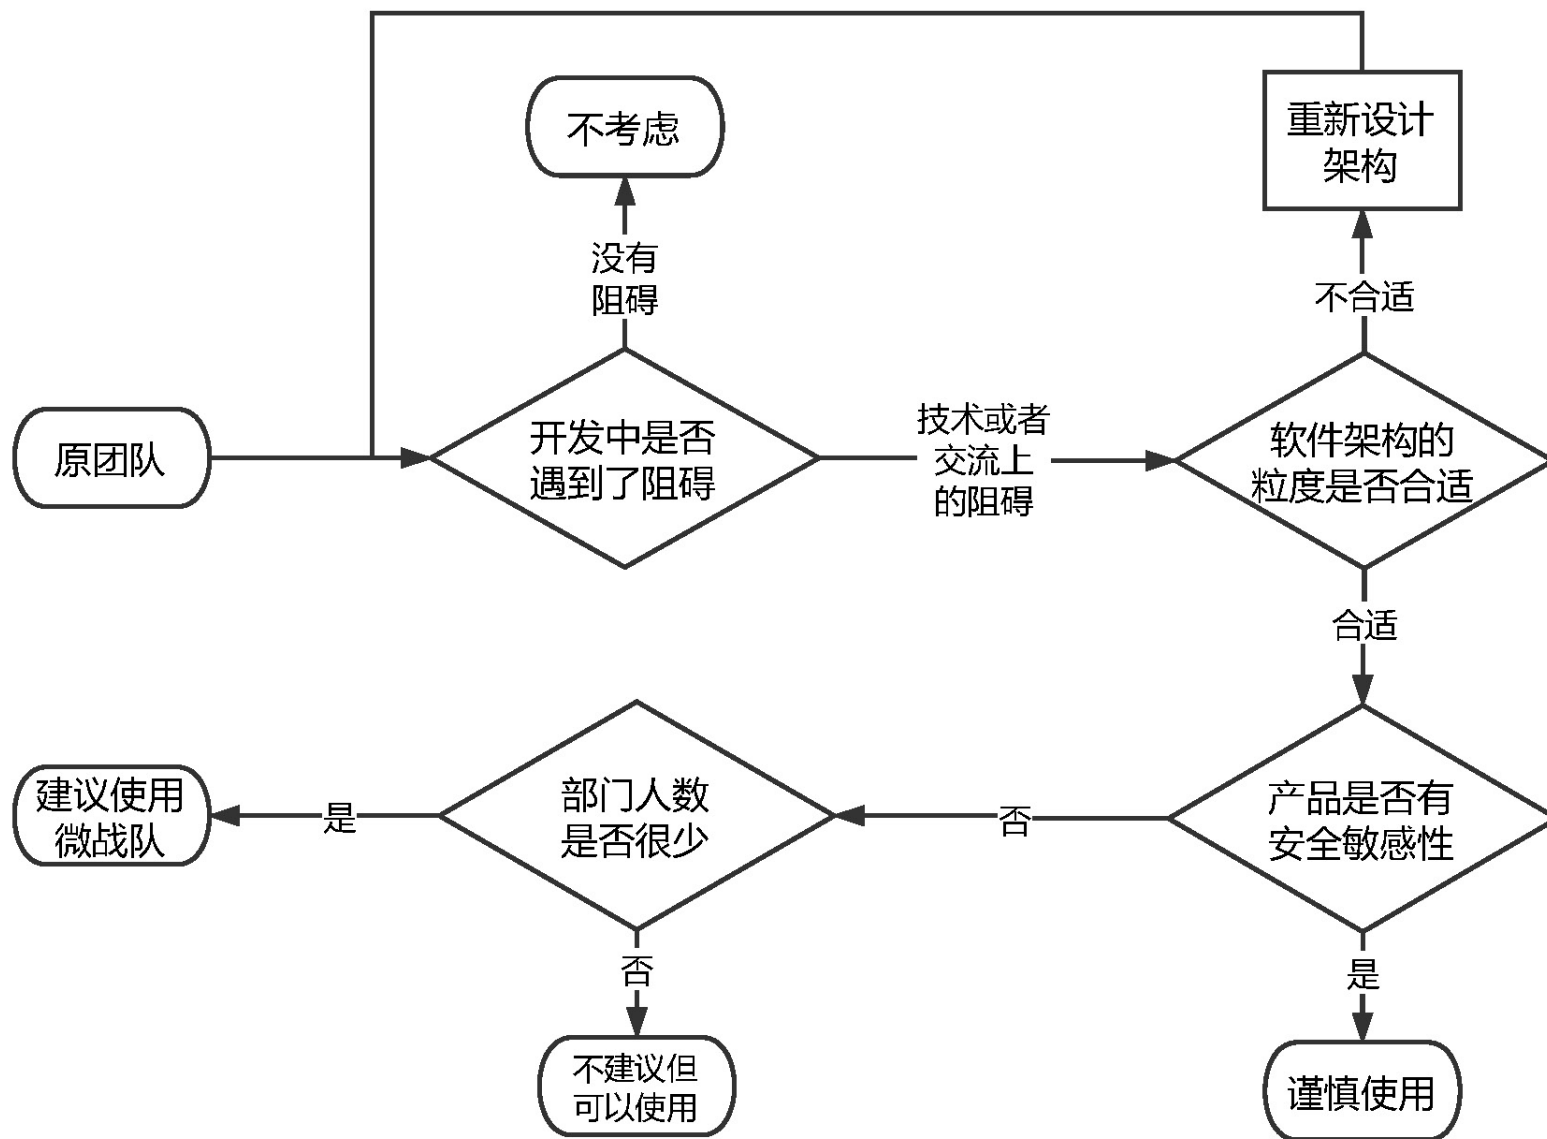 不考虑
重新设计
架构
没有
阻碍
不合适
原团队
开发中是否
遇到了阻碍
技术或者
交流上
的阻碍
软件架构的
粒度是否合适
合适
建议使用
微战队
是
部门人数
是否很少
否
产品是否有
安全敏感性
否
是
不建议但
可以使用
谨慎使用